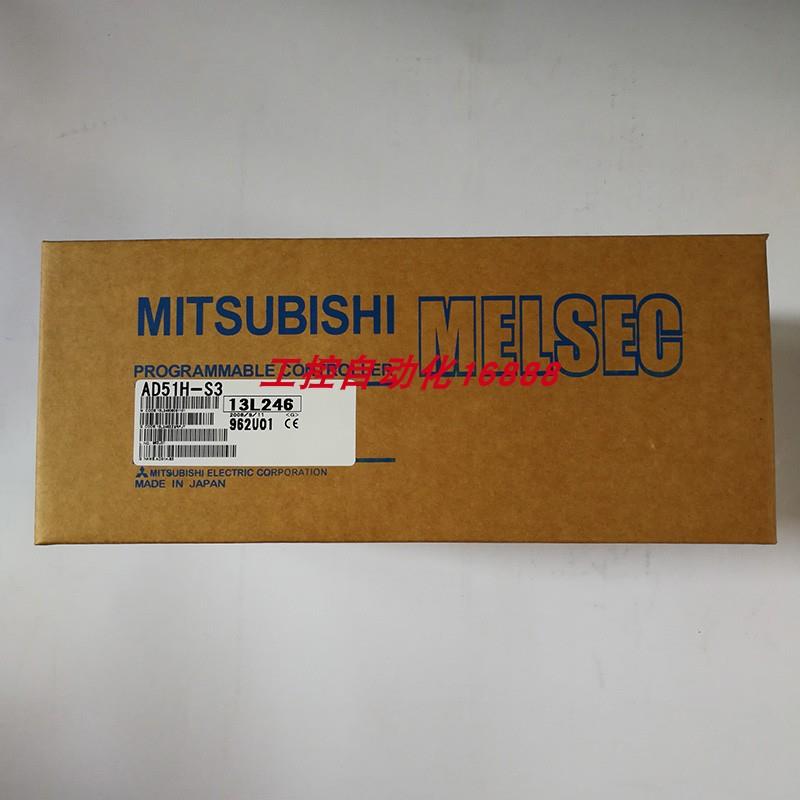 MITSUBISHI MELSEC
PROGRAMMABLE CONTROLLER
工控自动化16888
AD51H-S3
13L246
<G>
962U01 CE
MITSUBISHI ELECTRIC CORPORATION
MADE IN JAPAN